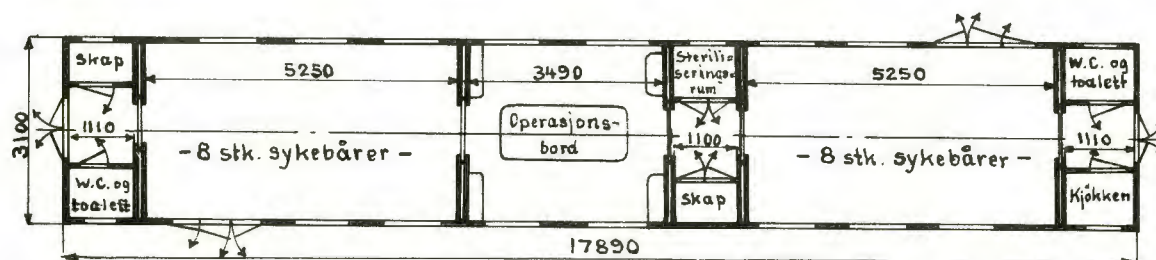 Skap
5250
3490
Sterili-
serings-
rum
5250
W.C. og
toalett
3100
1110
- 8 stk. sykebårer -
Operasjons-
bord
1100
- 8 stk. sykebårer -
1110
W.C. og
toalett
Skap
Kjökken
17890